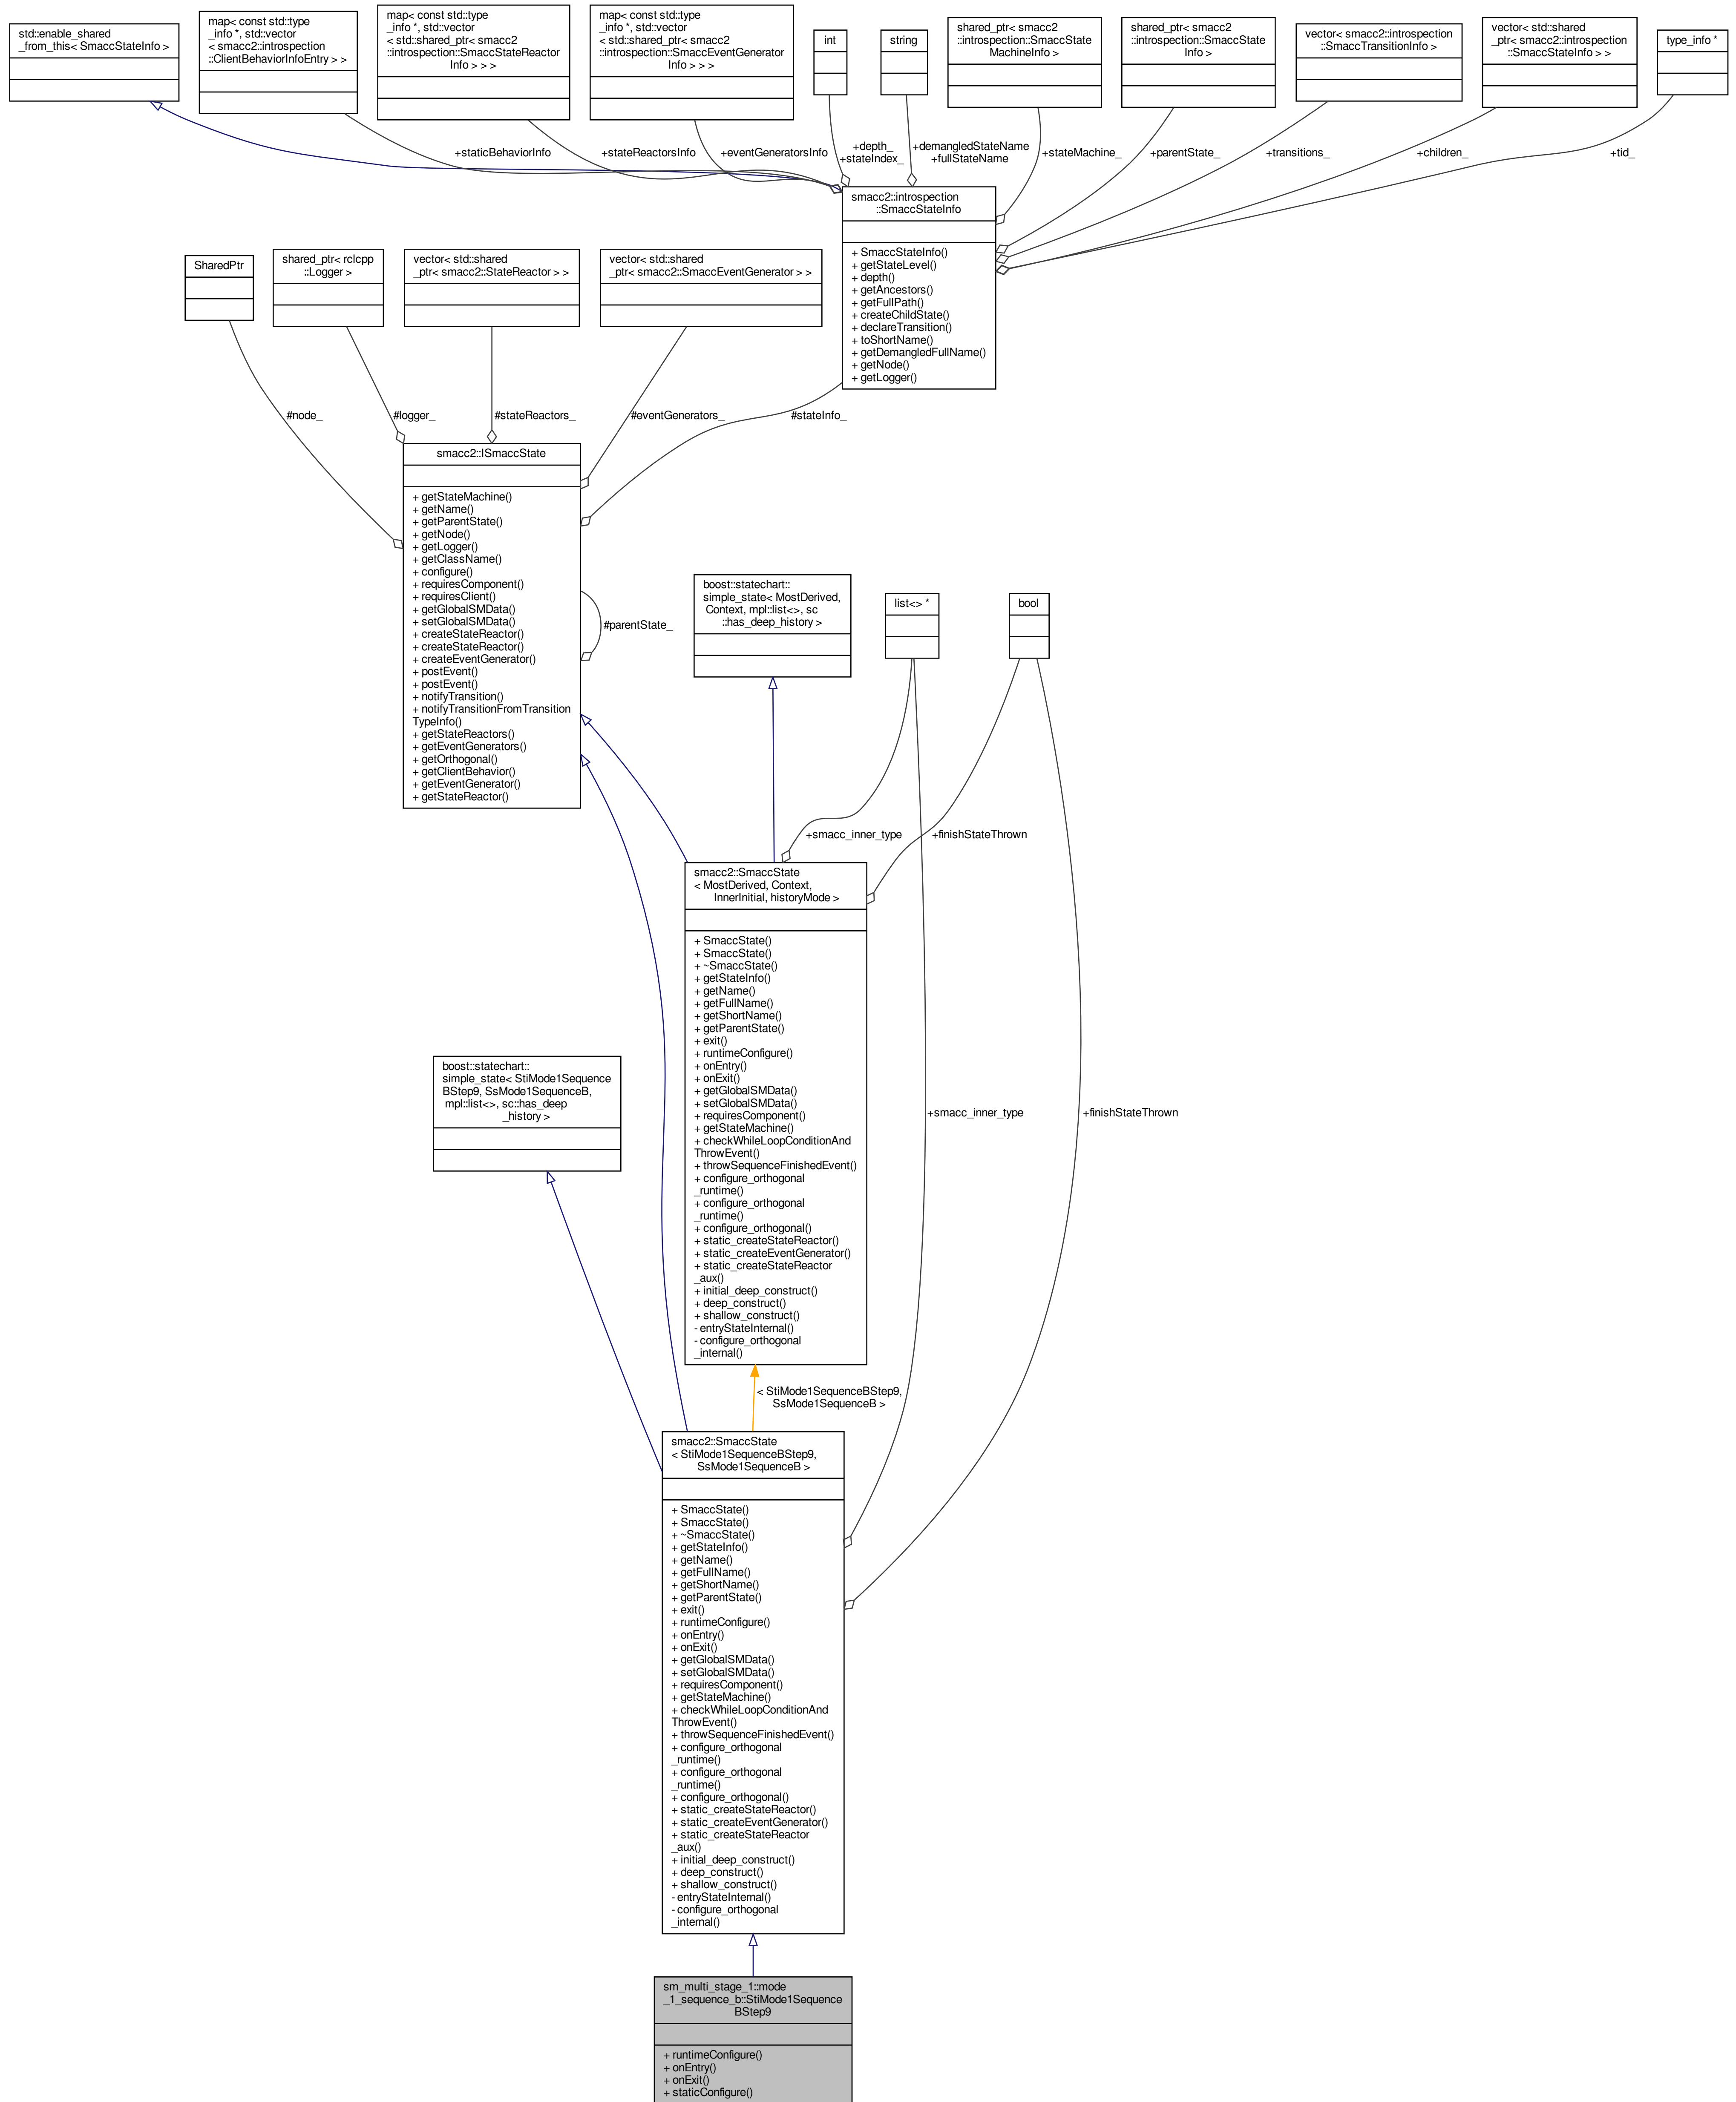 std::enable_shared
_from_this< SmaccStateInfo >
map< const std::type
_info *, std::vector
< smacc2::introspection
::ClientBehaviorInfoEntry > >
map< const std::type
_info *, std::vector
< std::shared_ptr< smacc2
::introspection::SmaccStateReactor
Info > > >
map< const std::type
_info *, std::vector
< std::shared_ptr< smacc2
::introspection::SmaccEventGenerator
Info > > >
int
string
shared_ptr< smacc2
::introspection::SmaccState
MachineInfo >
shared_ptr< smacc2
::introspection::SmaccState
Info >
vector< smacc2::introspection
::SmaccTransitionInfo >
vector< std::shared
_ptr< smacc2::introspection
::SmaccStateInfo > >
type_info *
+staticBehaviorInfo
+stateReactorsInfo
+eventGeneratorsInfo
+depth_
+stateIndex_
+demangledStateName
+fullStateName
+stateMachine_
+parentState_
+transitions_
+children_
+tid_
smacc2::introspection
::SmaccStateInfo
+ SmaccStateInfo()
+ getStateLevel()
+ depth()
+ getAncestors()
+ getFullPath()
+ createChildState()
+ declareTransition()
+ toShortName()
+ getDemangledFullName()
+ getNode()
+ getLogger()
SharedPtr
shared_ptr< rclcpp
::Logger >
vector< std::shared
_ptr< smacc2::StateReactor > >
vector< std::shared
_ptr< smacc2::SmaccEventGenerator > >
#node_
#logger_
#stateReactors_
#eventGenerators_
#stateInfo_
smacc2::ISmaccState
+ getStateMachine()
+ getName()
+ getParentState()
+ getNode()
+ getLogger()
+ getClassName()
+ configure()
+ requiresComponent()
+ requiresClient()
+ getGlobalSMData()
+ setGlobalSMData()
+ createStateReactor()
+ createStateReactor()
+ createEventGenerator()
+ postEvent()
+ postEvent()
+ notifyTransition()
+ notifyTransitionFromTransition
TypeInfo()
+ getStateReactors()
+ getEventGenerators()
+ getOrthogonal()
+ getClientBehavior()
+ getEventGenerator()
+ getStateReactor()
#parentState_
boost::statechart::
simple_state< MostDerived,
Context, mpl::list<>, sc
::has_deep_history >
list<> *
bool
+smacc_inner_type
+finishStateThrown
smacc2::SmaccState
< MostDerived, Context,
InnerInitial, historyMode >
+ SmaccState()
+ SmaccState()
+ ~SmaccState()
+ getStateInfo()
+ getName()
+ getFullName()
+ getShortName()
+ getParentState()
+ exit()
+ runtimeConfigure()
+ onEntry()
+ onExit()
+ getGlobalSMData()
+ setGlobalSMData()
+ requiresComponent()
+ getStateMachine()
+ checkWhileLoopConditionAnd
ThrowEvent()
+ throwSequenceFinishedEvent()
+ configure_orthogonal
_runtime()
+ configure_orthogonal
_runtime()
+ configure_orthogonal()
+ static_createStateReactor()
+ static_createEventGenerator()
+ static_createStateReactor
_aux()
+ initial_deep_construct()
+ deep_construct()
+ shallow_construct()
- entryStateInternal()
- configure_orthogonal
_internal()
boost::statechart::
simple_state< StiMode1Sequence
BStep9, SsMode1SequenceB,
mpl::list<>, sc::has_deep
_history >
+smacc_inner_type
+finishStateThrown
< StiMode1SequenceBStep9,
SsMode1SequenceB >
smacc2::SmaccState
< StiMode1SequenceBStep9,
SsMode1SequenceB >
+ SmaccState()
+ SmaccState()
+ ~SmaccState()
+ getStateInfo()
+ getName()
+ getFullName()
+ getShortName()
+ getParentState()
+ exit()
+ runtimeConfigure()
+ onEntry()
+ onExit()
+ getGlobalSMData()
+ setGlobalSMData()
+ requiresComponent()
+ getStateMachine()
+ checkWhileLoopConditionAnd
ThrowEvent()
+ throwSequenceFinishedEvent()
+ configure_orthogonal
_runtime()
+ configure_orthogonal
_runtime()
+ configure_orthogonal()
+ static_createStateReactor()
+ static_createEventGenerator()
+ static_createStateReactor
_aux()
+ initial_deep_construct()
+ deep_construct()
+ shallow_construct()
- entryStateInternal()
- configure_orthogonal
_internal()
sm_multi_stage_1::mode
_1_sequence_b::StiMode1Sequence
BStep9
+ runtimeConfigure()
+ onEntry()
+ onExit()
+ staticConfigure()